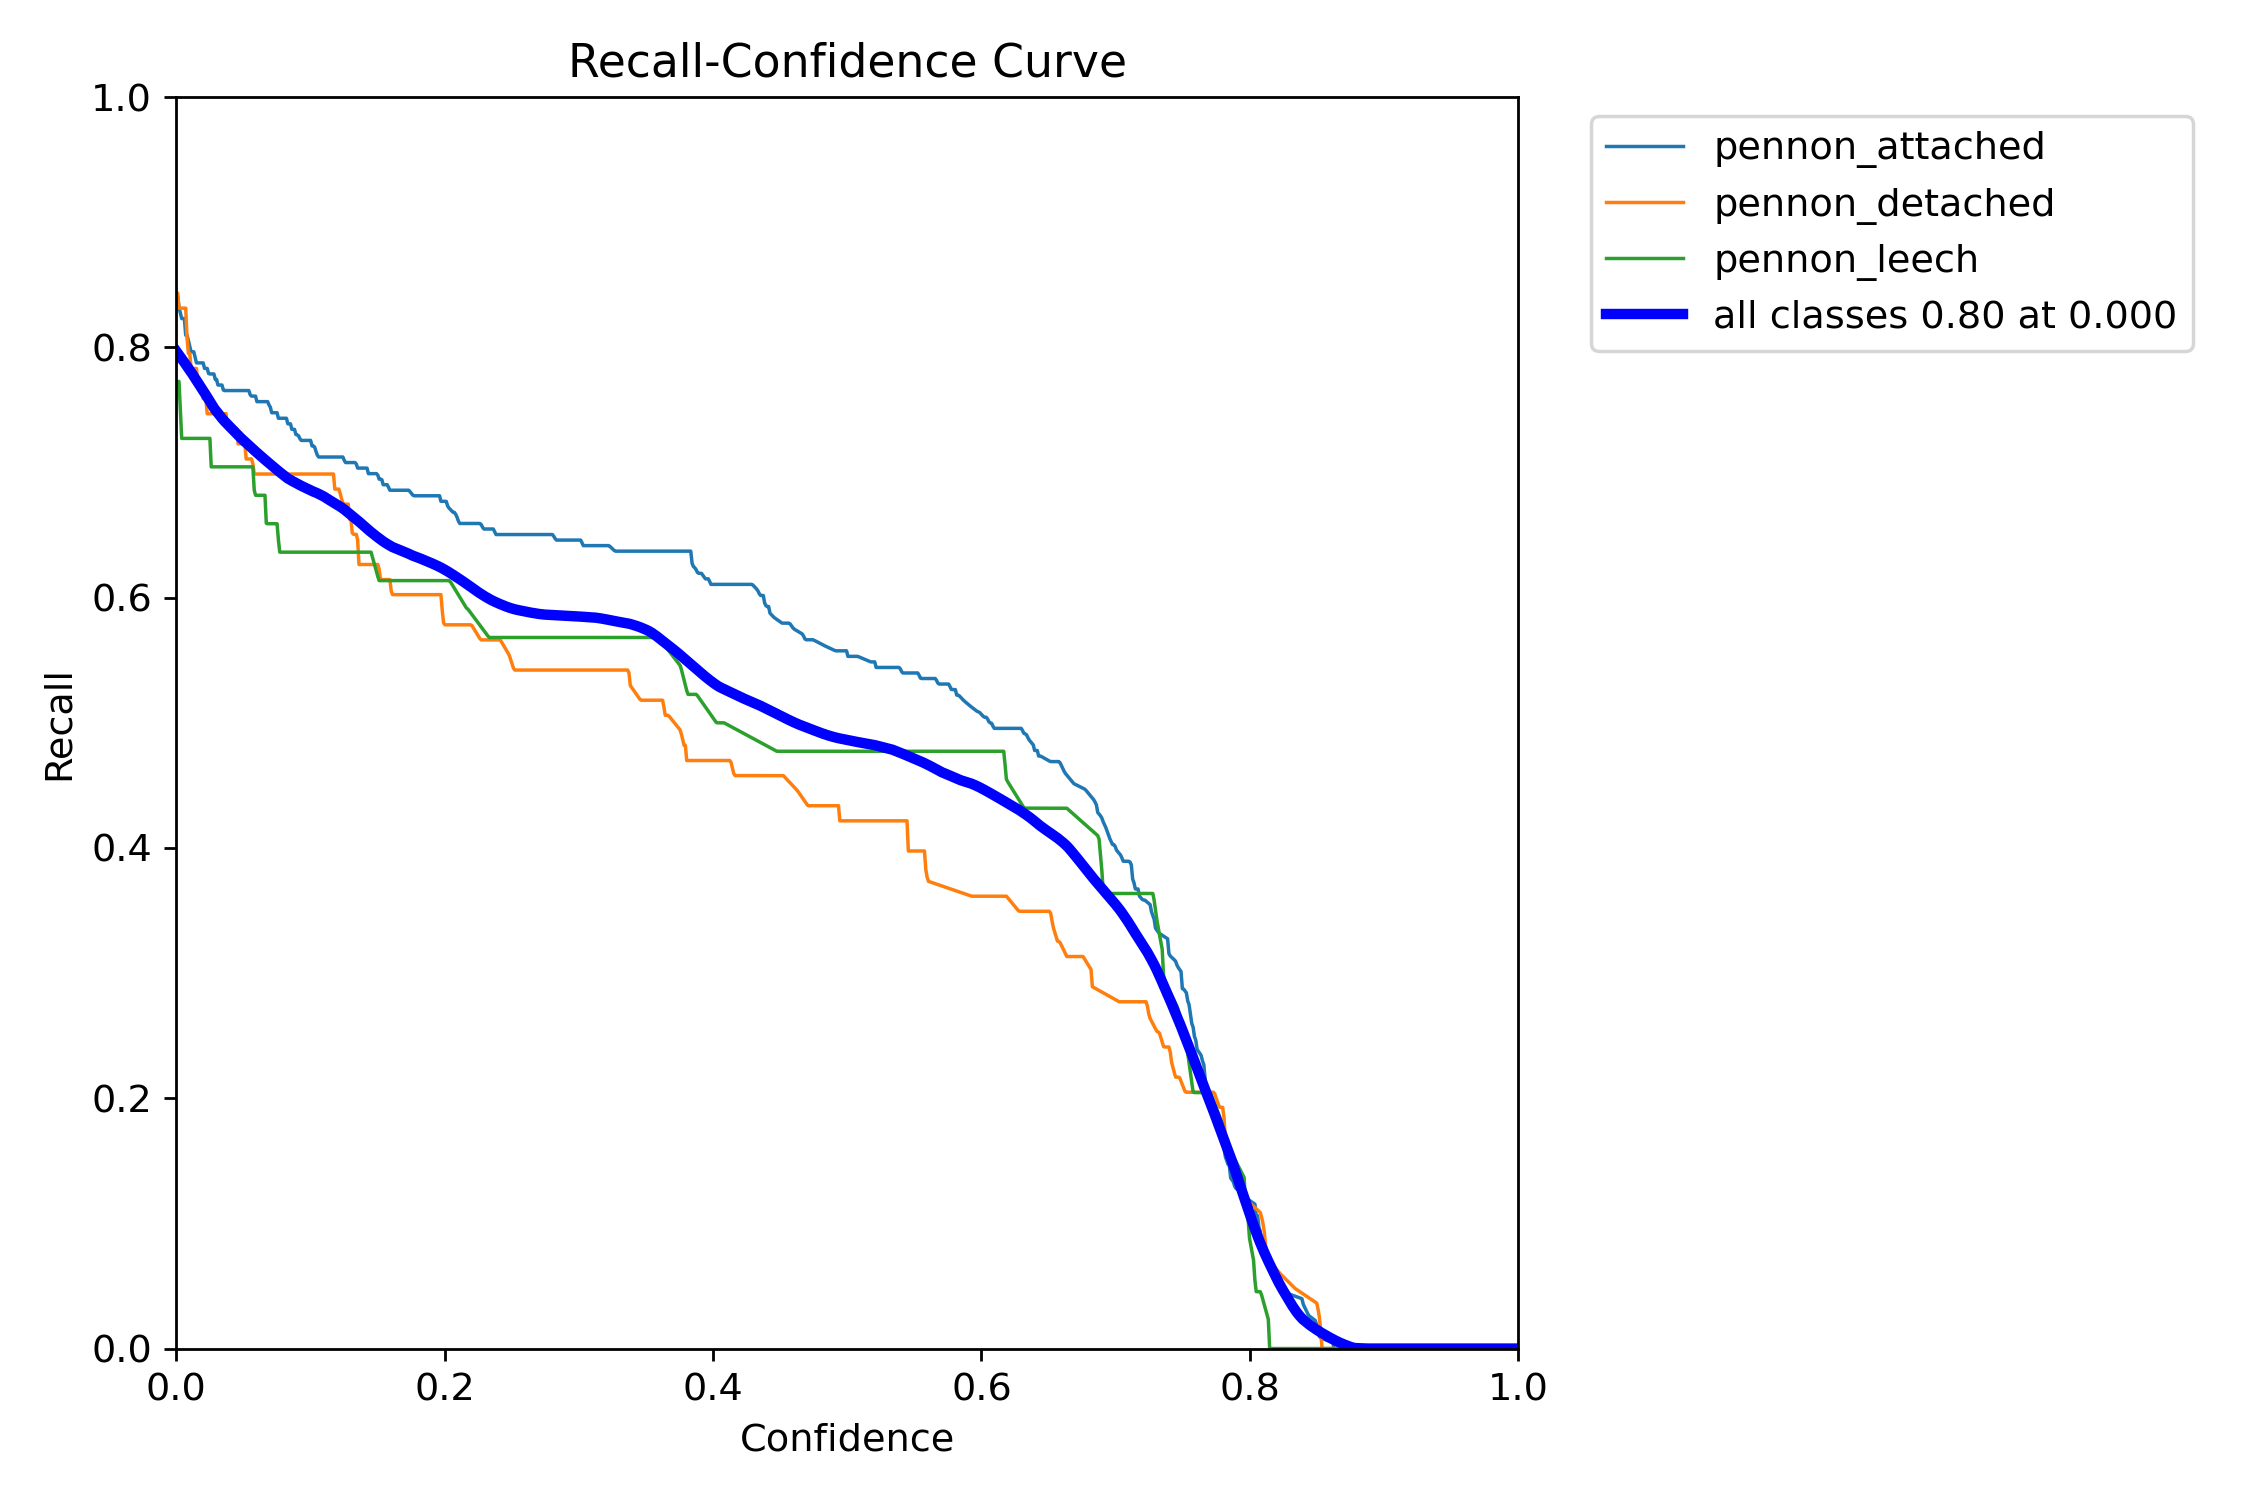 Recall-Confidence Curve
1.0
0.8
0.6
0.4
0.2
0.0
Recall
0.0 0.2 0.4 0.6 0.8 1.0
Confidence
pennon_attached
pennon_detached
pennon_leech
all classes 0.80 at 0.000